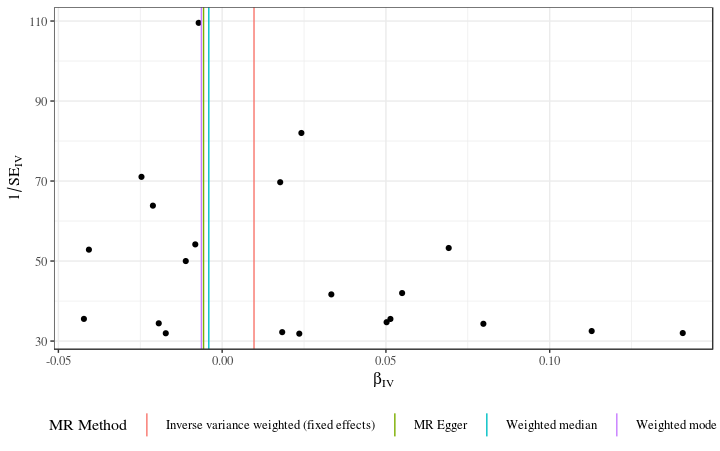 110
90
70
50
30
1/SE_IV
-0.05 0.00 0.05 0.10
β_IV
MR Method Inverse variance weighted (fixed effects) MR Egger Weighted median Weighted mode